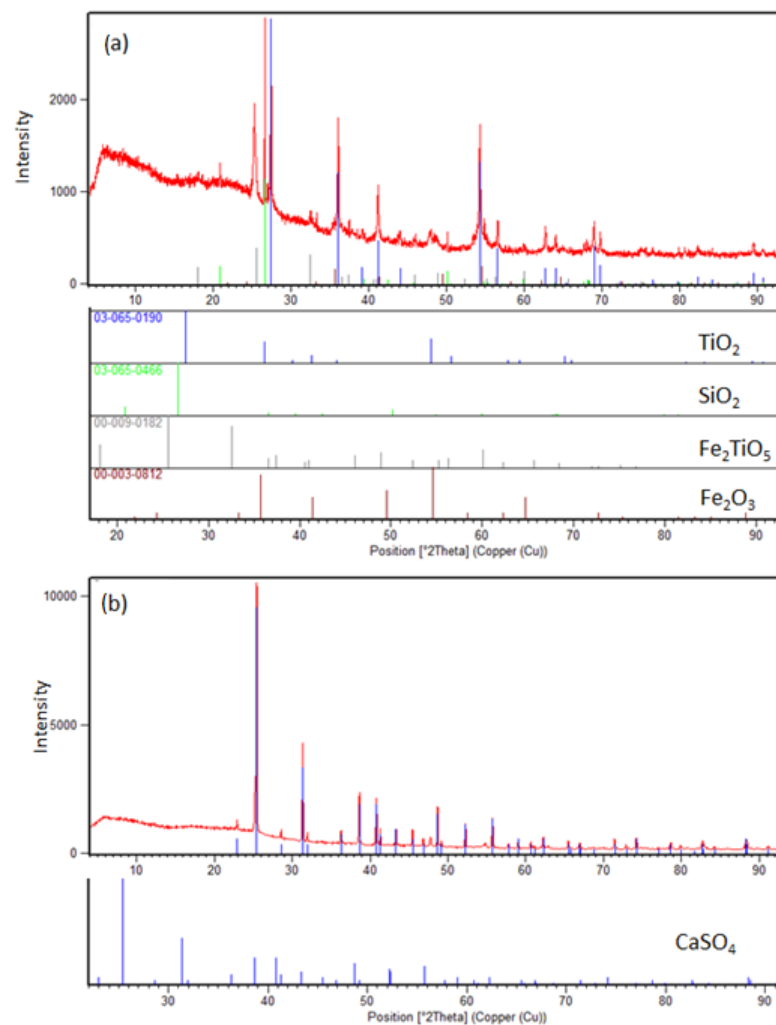 (a)
Intensity
2000
1000
0
10 20 30 40 50 60 70 80 90
03-065-0190
TiO₂
03-065-0466
SiO₂
00-009-0182
Fe₂TiO₅
00-003-0812
Fe₂O₃
20 30 40 50 60 70 80 90
Position [°2Theta] (Copper (Cu))
(b)
Intensity
10000
5000
0
10 20 30 40 50 60 70 80 90
CaSO₄
30 40 50 60 70 80 90
Position [°2Theta] (Copper (Cu))